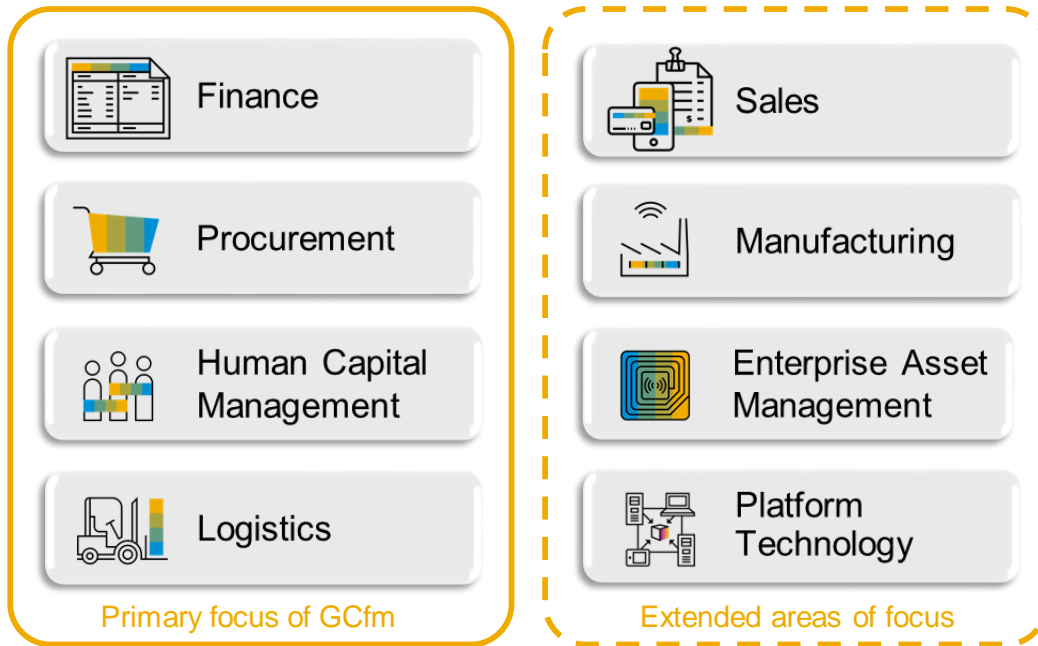 Finance
Procurement
Human Capital
Management
Logistics
Primary focus of GCfm
Sales
$
Manufacturing
Enterprise Asset
Management
Platform
Technology
Extended areas of focus